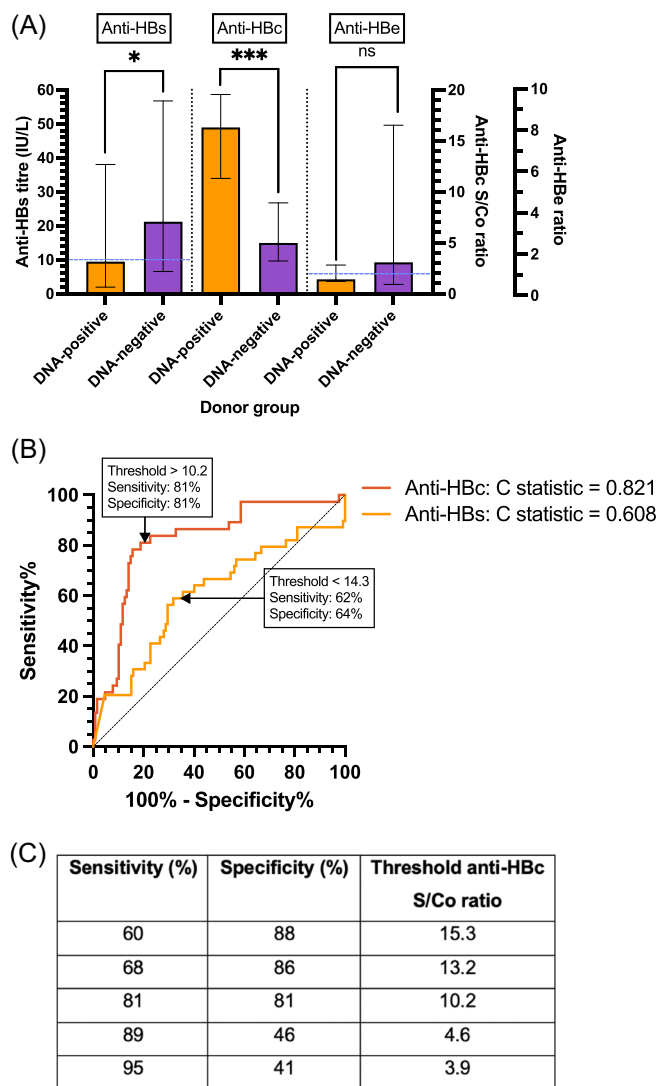 (A)
Anti-HBs
Anti-HBc
Anti-HBe
*
***
ns
Anti-HBs titre (IU/L)
60
50
40
30
20
10
0
20
15
10
5
0
Anti-HBc S/Co ratio
10
8
6
4
2
0
Anti-HBe ratio
DNA-positive
DNA-negative
DNA-positive
DNA-negative
DNA-positive
DNA-negative
Donor group
(B)
Threshold > 10.2
Sensitivity: 81%
Specificity: 81%
Anti-HBc: C statistic = 0.821
Anti-HBs: C statistic = 0.608
Threshold < 14.3
Sensitivity: 62%
Specificity: 64%
Sensitivity%
100
80
60
40
20
0
0 20 40 60 80 100
100% - Specificity%
(C)
Sensitivity (%) Specificity (%) Threshold anti-HBc
S/Co ratio
60 88 15.3
68 86 13.2
81 81 10.2
89 46 4.6
95 41 3.9